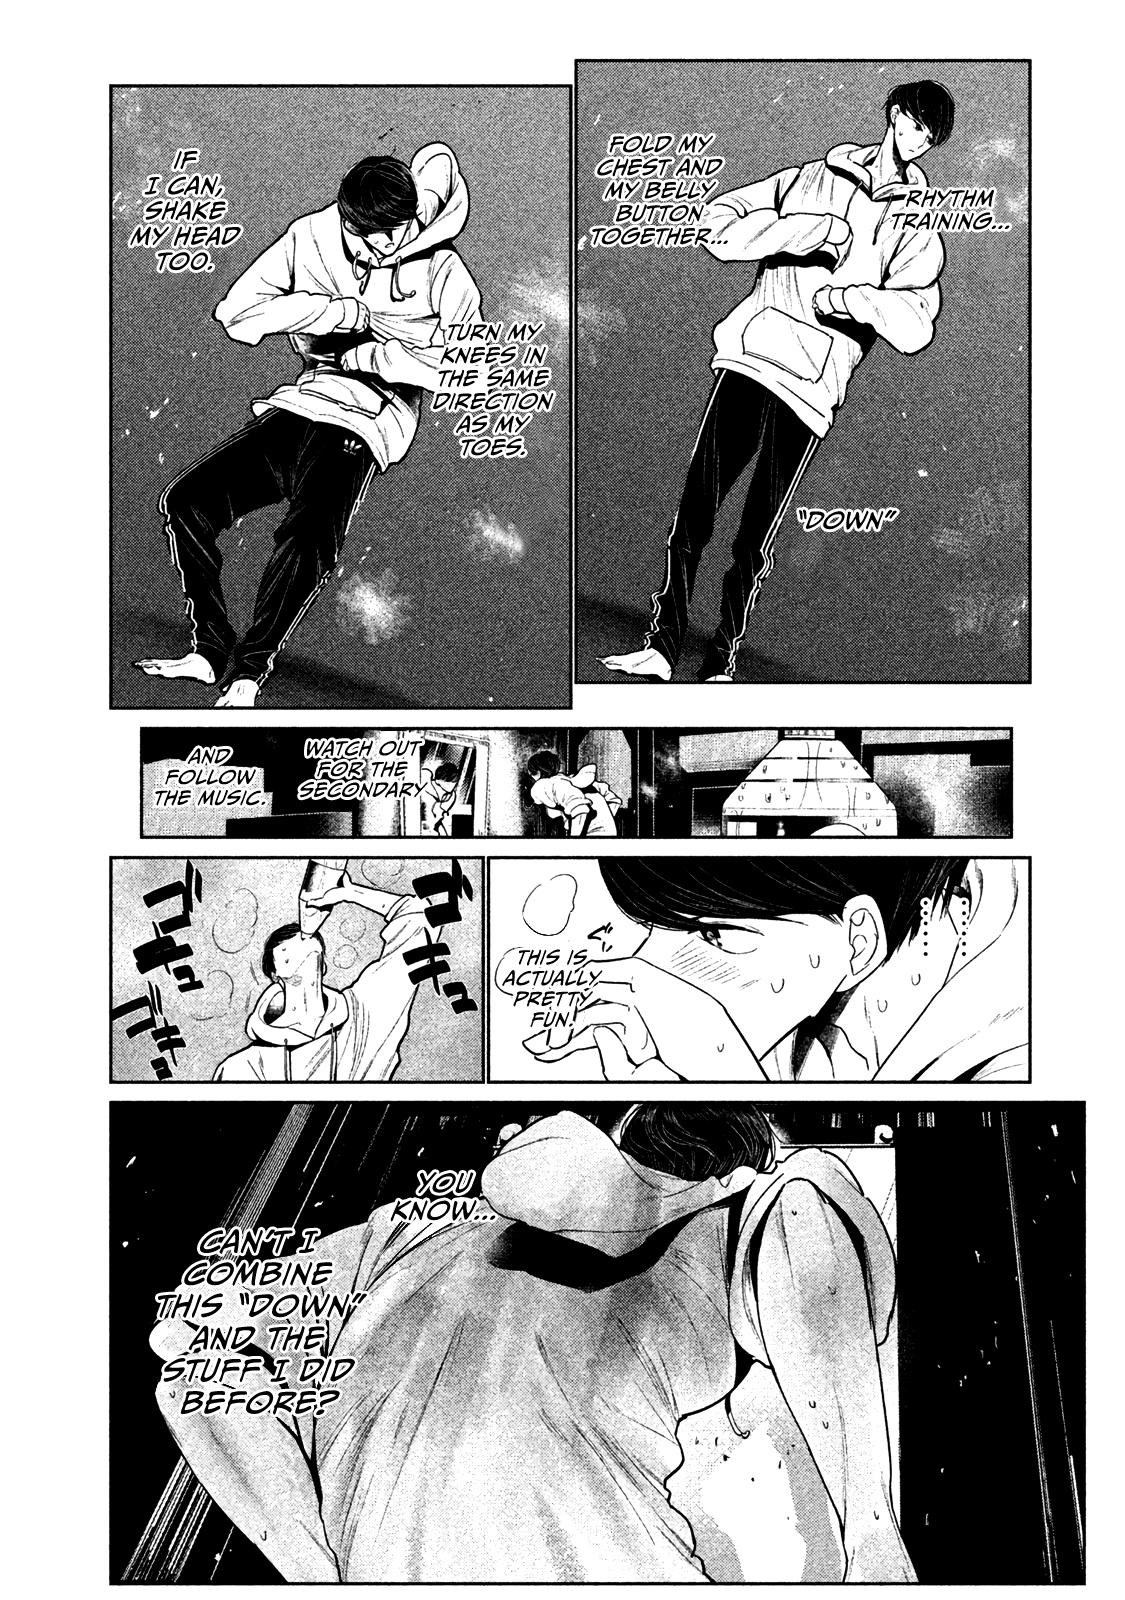 RHYTHM
TRAINING...
FOLD MY
CHEST AND
MY BELLY
BUTTON
TOGETHER...
"DOWN"
TURN MY
KNEES IN
THE SAME
DIRECTION
AS MY
TOES.
IF
I CAN,
SHAKE
MY HEAD
TOO.
WATCH OUT
FOR THE
SECONDARY
AND
FOLLOW
THE MUSIC.
THIS IS
ACTUALLY
PRETTY
FUN.
ゴキュ
ゴキュ
YOU
KNOW...
CAN'T I
COMBINE
THIS "DOWN"
AND THE
STUFF I DID
BEFORE?